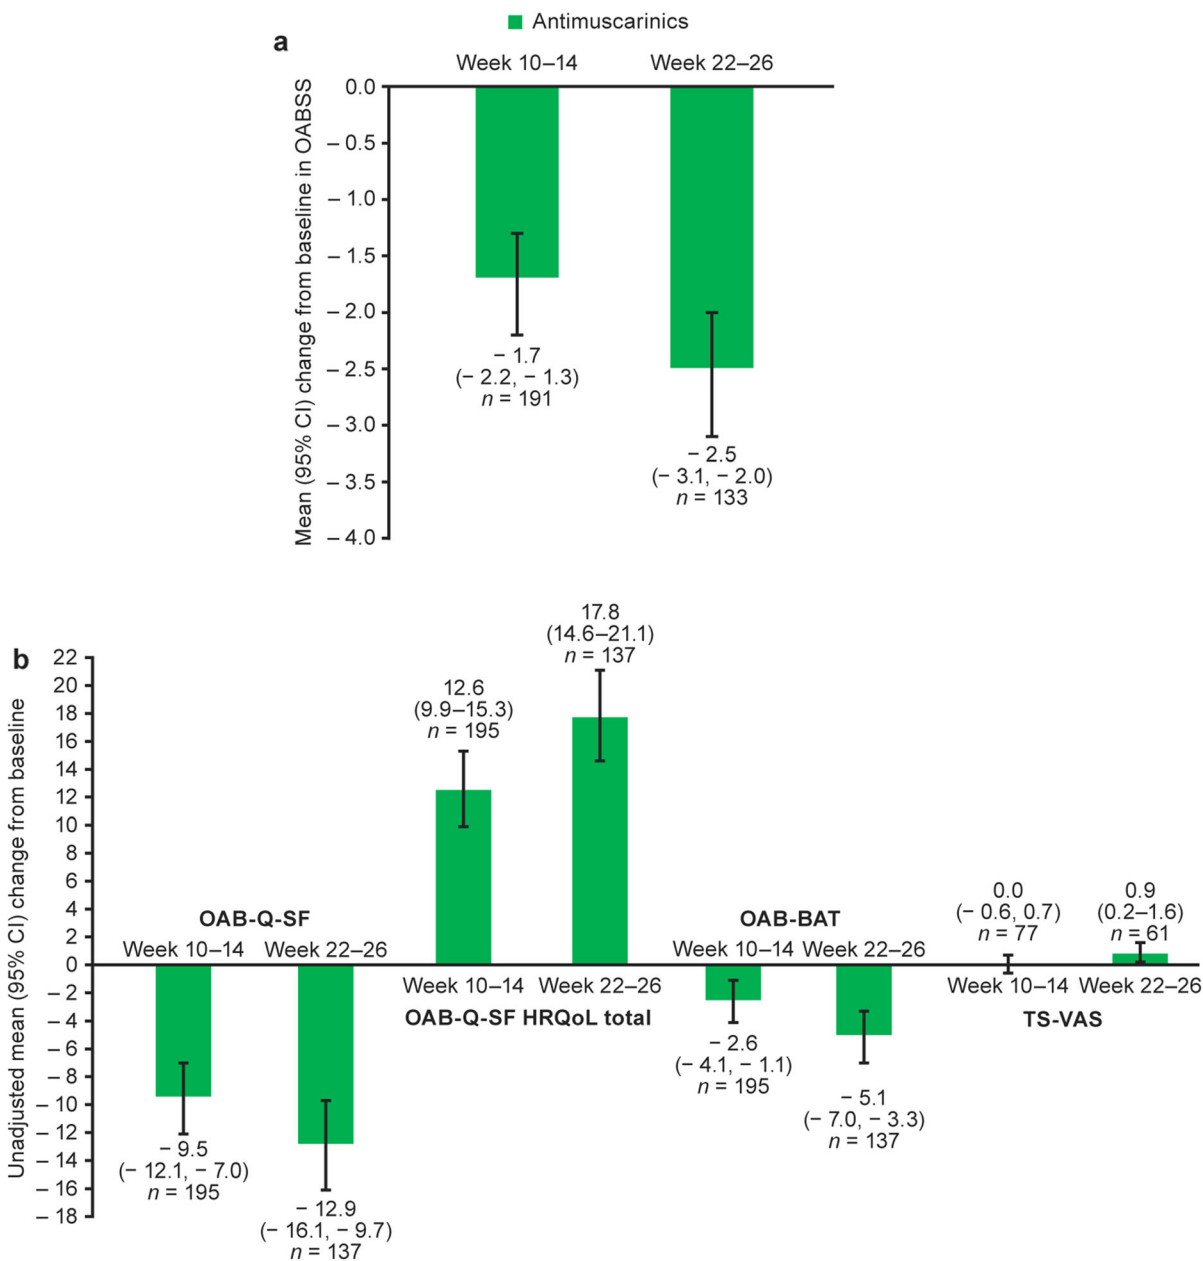 Antimuscarinics
a
Week 10–14 Week 22–26
Mean (95% CI) change from baseline in OABSS
0.0
– 0.5
– 1.0
– 1.5
– 2.0
– 2.5
– 3.0
– 3.5
– 4.0
– 1.7
(– 2.2, – 1.3)
n = 191
– 2.5
(– 3.1, – 2.0)
n = 133
b
Unadjusted mean (95% CI) change from baseline
22
20
18
16
14
12
10
8
6
4
2
0
– 2
– 4
– 6
– 8
– 10
– 12
– 14
– 16
– 18
OAB-Q-SF
Week 10–14 Week 22–26
– 9.5
(– 12.1, – 7.0)
n = 195
– 12.9
(– 16.1, – 9.7)
n = 137
12.6
(9.9–15.3)
n = 195
17.8
(14.6–21.1)
n = 137
Week 10–14 Week 22–26
OAB-Q-SF HRQoL total
OAB-BAT
Week 10–14 Week 22–26
– 2.6
(– 4.1, – 1.1)
n = 195
– 5.1
(– 7.0, – 3.3)
n = 137
0.0
(– 0.6, 0.7)
n = 77
0.9
(0.2–1.6)
n = 61
Week 10–14 Week 22–26
TS-VAS